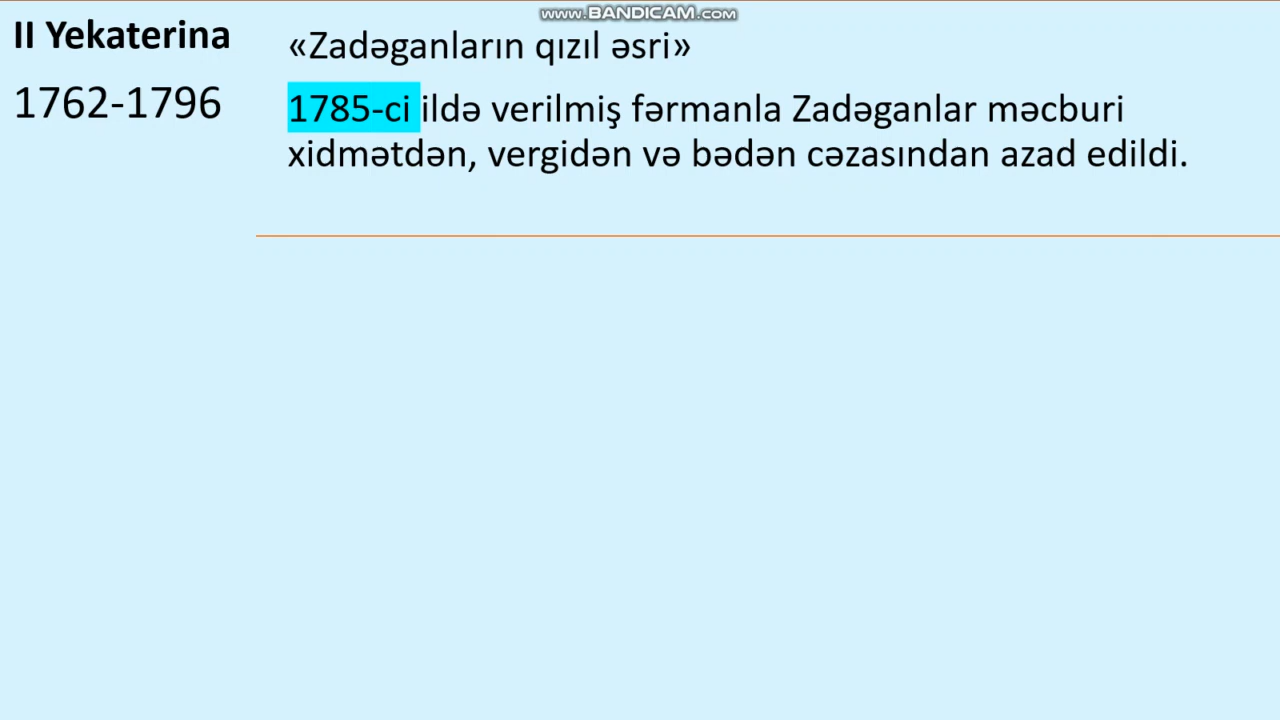 www.BANDICAM.com
II Yekaterina
1762-1796
«Zadəganların qızıl əsri»
1785-ci ildə verilmiş fərmanla Zadəganlar məcburi
xidmətdən, vergidən və bədən cəzasından azad edildi.